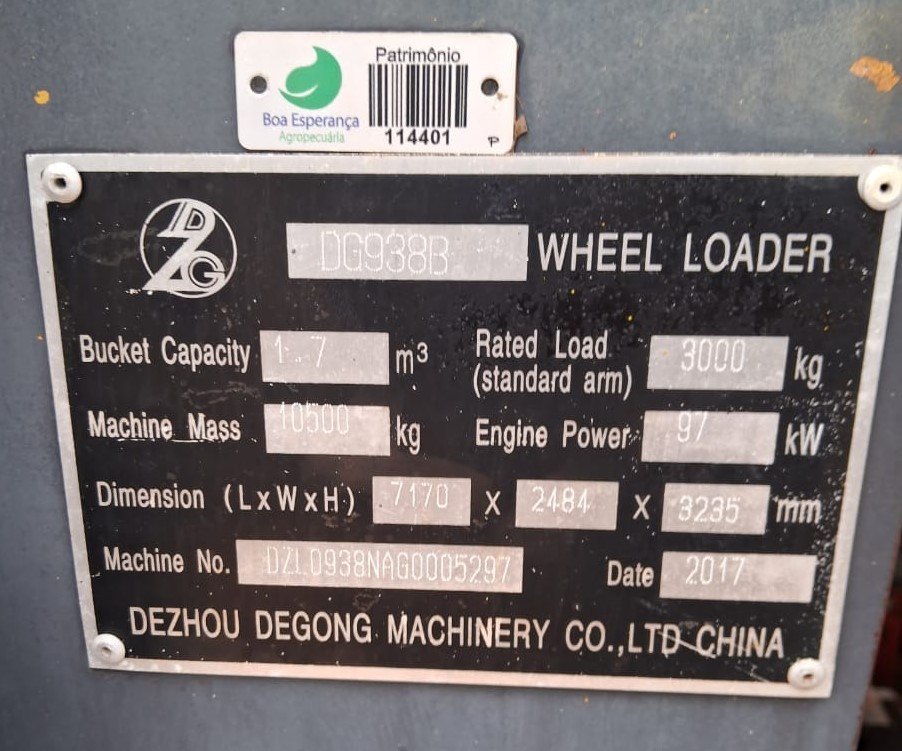 Patrimônio
Boa Esperança
Agropecuária
114401
P
DZG
DG938B WHEEL LOADER
Bucket Capacity 1.7 m³ Rated Load (standard arm) 3000 kg
Machine Mass 10500 kg Engine Power 97 kW
Dimension (LxWxH) 7170 X 2484 X 3235 mm
Machine No. DZL0938NAG0005297 Date 2017
DEZHOU DEGONG MACHINERY CO.,LTD CHINA